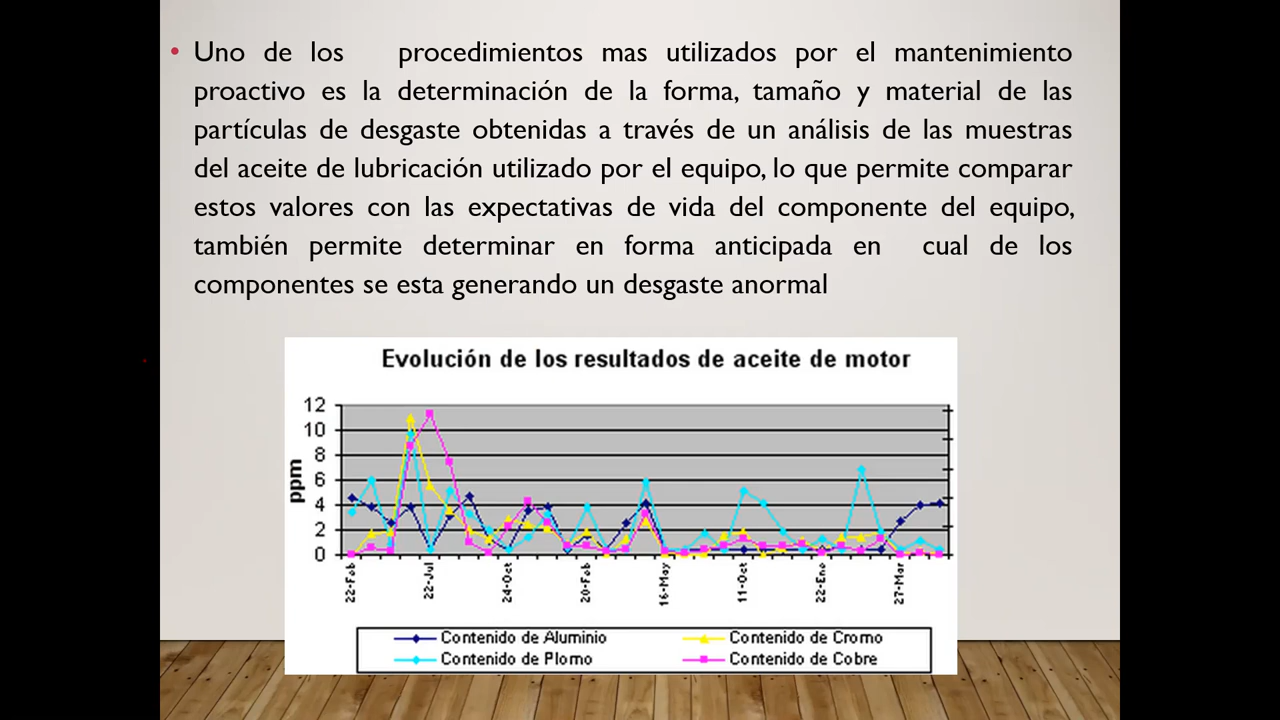 • Uno de los procedimientos mas utilizados por el mantenimiento
proactivo es la determinación de la forma, tamaño y material de las
partículas de desgaste obtenidas a través de un análisis de las muestras
del aceite de lubricación utilizado por el equipo, lo que permite comparar
estos valores con las expectativas de vida del componente del equipo,
también permite determinar en forma anticipada en cual de los
componentes se esta generando un desgaste anormal
Evolución de los resultados de aceite de motor
ppm
12
10
8
6
4
2
0
22-Feb
22-Jul
24-Oct
20-Feb
16-May
11-Oct
22-Ene
27-Mar
Contenido de Aluminio
Contenido de Cromo
Contenido de Plomo
Contenido de Cobre